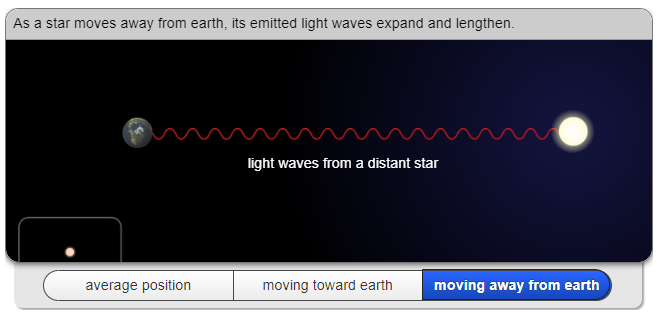 As a star moves away from earth, its emitted light waves expand and lengthen.
light waves from a distant star
average position
moving toward earth
moving away from earth